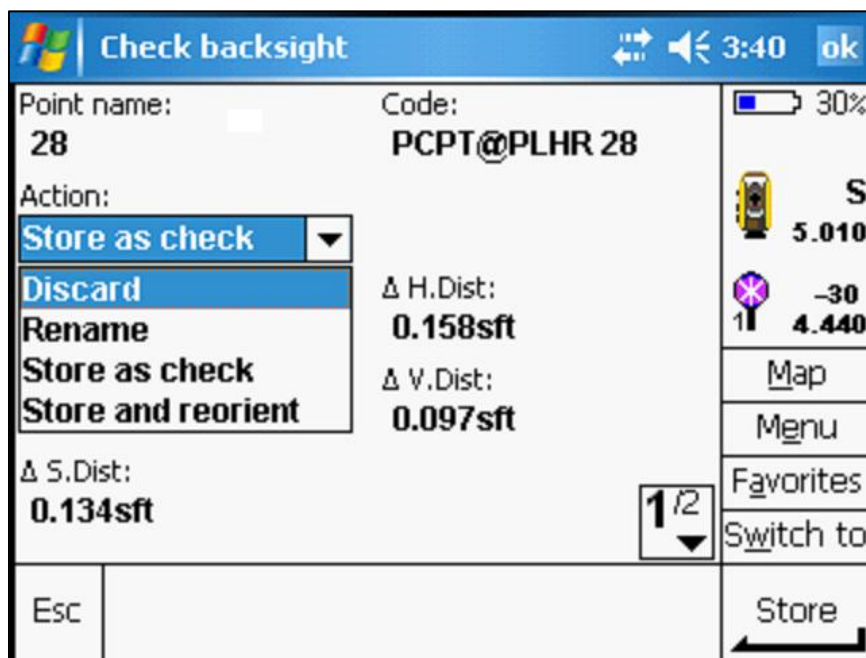 Check backsight 3:40 ok
Point name: Code:
28 PCPT@PLHR 28
30%
Action:
Store as check
S
5.010
Discard
Rename
Store as check
Store and reorient
Δ H.Dist:
0.158sft
Δ V.Dist:
0.097sft
-30
1 4.440
Δ S.Dist:
0.134sft
1/2
Map
Menu
Favorites
Switch to
Esc
Store